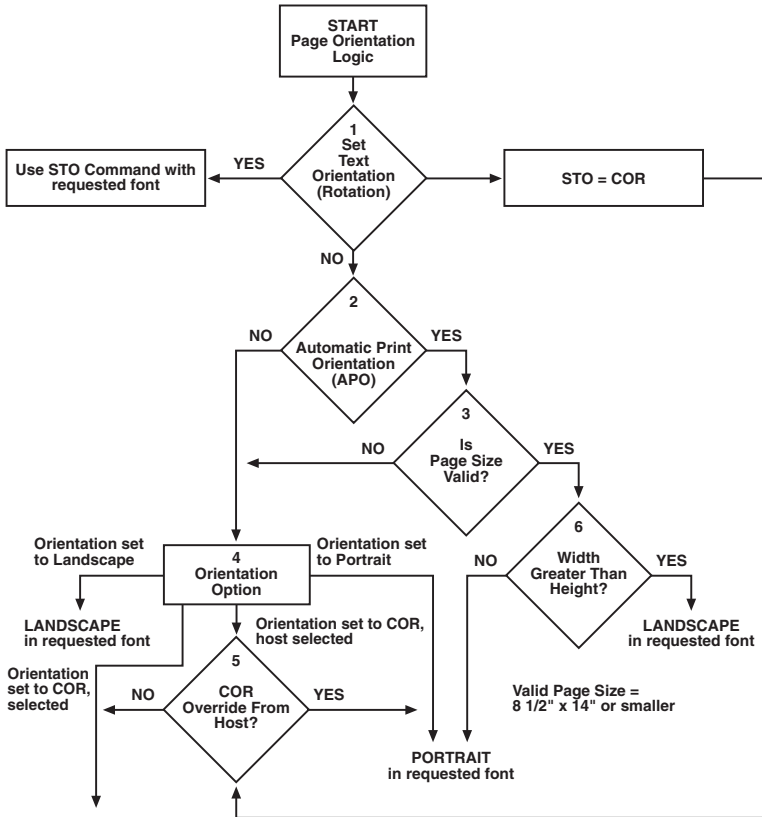 START
Page Orientation
Logic
1
Set
Text
Orientation
(Rotation)
YES
Use STO Command with
requested font
STO = COR
NO
2
Automatic Print
Orientation
(APO)
NO
YES
3
Is
Page Size
Valid?
NO
YES
6
Width
Greater Than
Height?
NO
YES
LANDSCAPE
in requested font
Valid Page Size =
8 1/2" x 14" or smaller
4
Orientation
Option
Orientation set
to Landscape
Orientation set
to Portrait
LANDSCAPE
in requested font
Orientation set to COR,
host selected
Orientation
set to COR,
selected
5
COR
Override From
Host?
NO
YES
PORTRAIT
in requested font